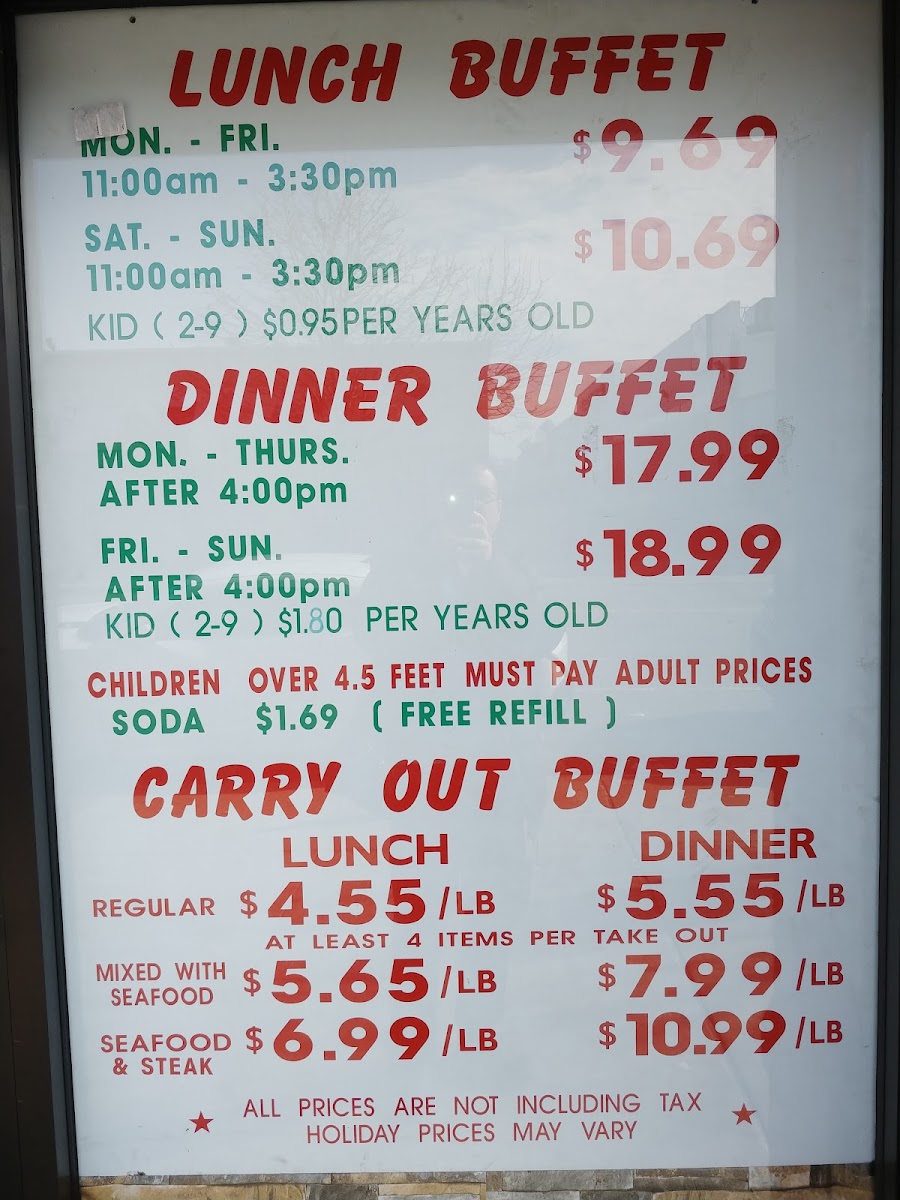 LUNCH BUFFET
MON. - FRI. $9.69
11:00am - 3:30pm
SAT. - SUN. $10.69
11:00am - 3:30pm
KID ( 2-9 ) $0.95 PER YEARS OLD
DINNER BUFFET
MON. - THURS. $17.99
AFTER 4:00pm
FRI. - SUN. $18.99
AFTER 4:00pm
KID ( 2-9 ) $1.80 PER YEARS OLD
CHILDREN OVER 4.5 FEET MUST PAY ADULT PRICES
SODA $1.69 ( FREE REFILL )
CARRY OUT BUFFET
LUNCH DINNER
REGULAR $4.55/LB $5.55/LB
AT LEAST 4 ITEMS PER TAKE OUT
MIXED WITH
SEAFOOD $5.65/LB $7.99/LB
SEAFOOD
& STEAK $6.99/LB $10.99/LB
ALL PRICES ARE NOT INCLUDING TAX
HOLIDAY PRICES MAY VARY